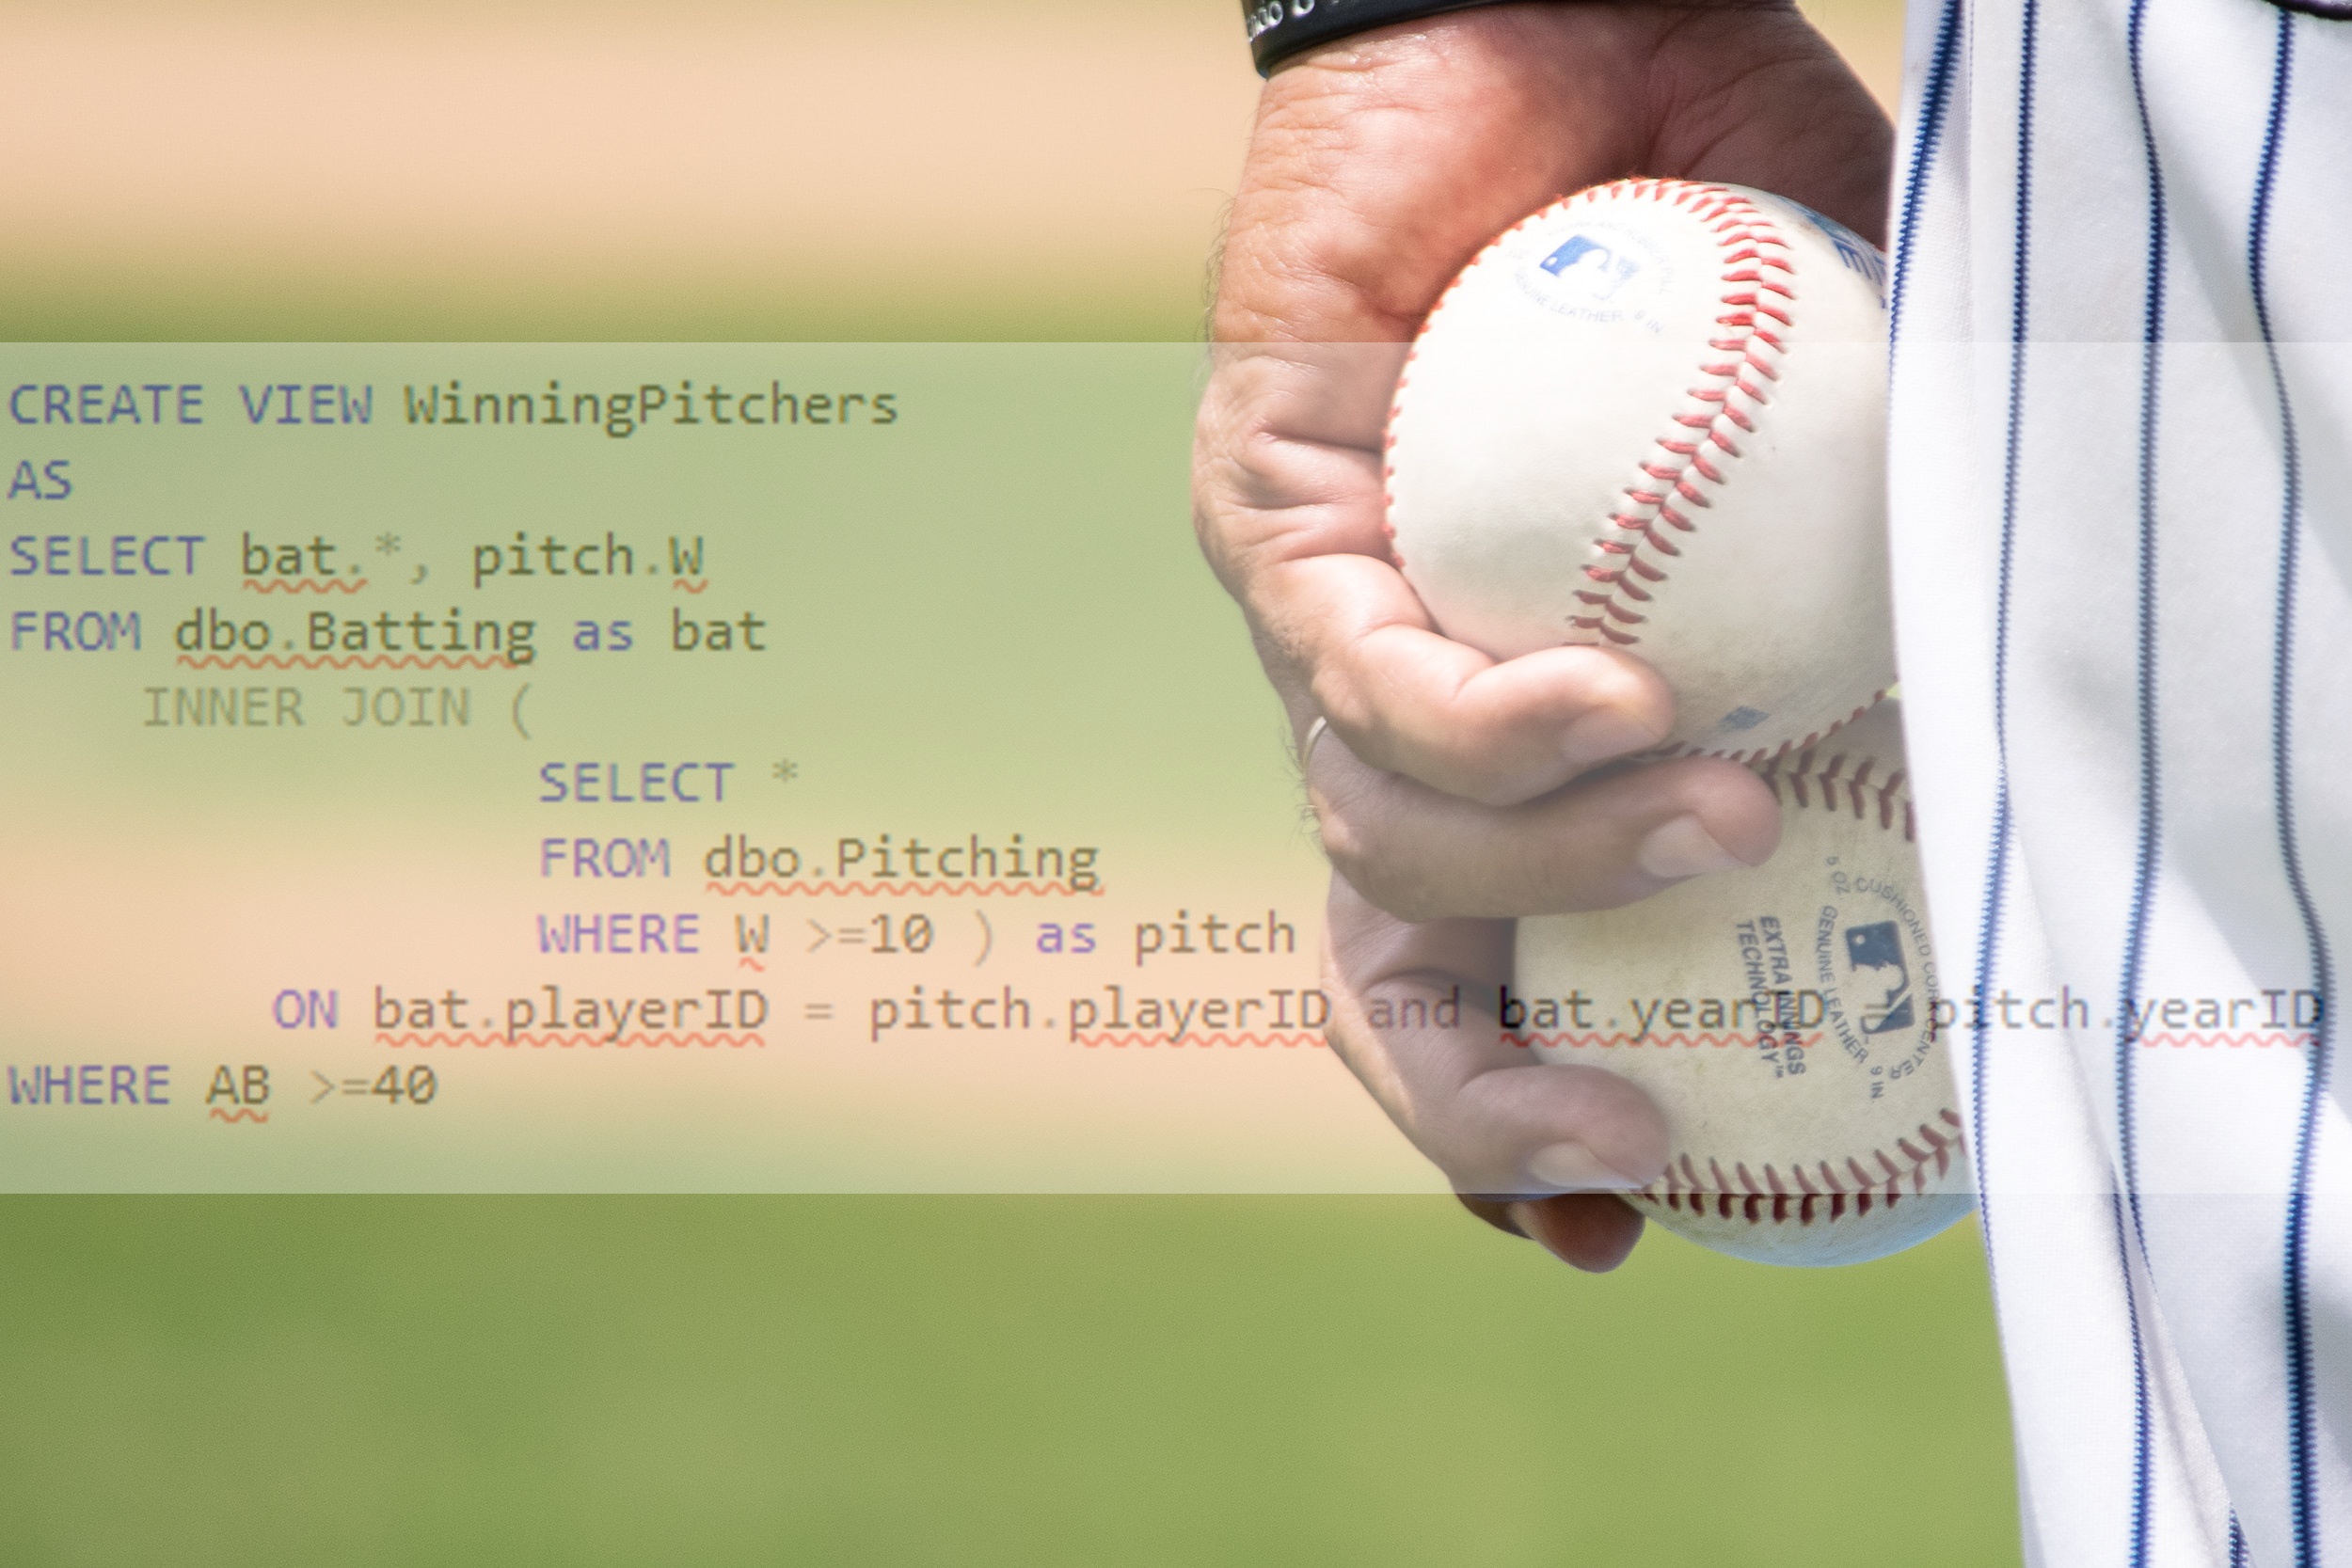 CREATE VIEW WinningPitchers
AS
SELECT bat.*, pitch.W
FROM dbo.Batting as bat
INNER JOIN (
SELECT *
FROM dbo.Pitching
WHERE W >=10 ) as pitch
ON bat.playerID = pitch.playerID and bat.yearID = pitch.yearID
WHERE AB >=40
LEATHER 9 IN
5 OZ CUSHIONED CORK CENTER
GENUINE LEATHER 9 IN
EXTRA INNINGS
TECHNOLOGY™